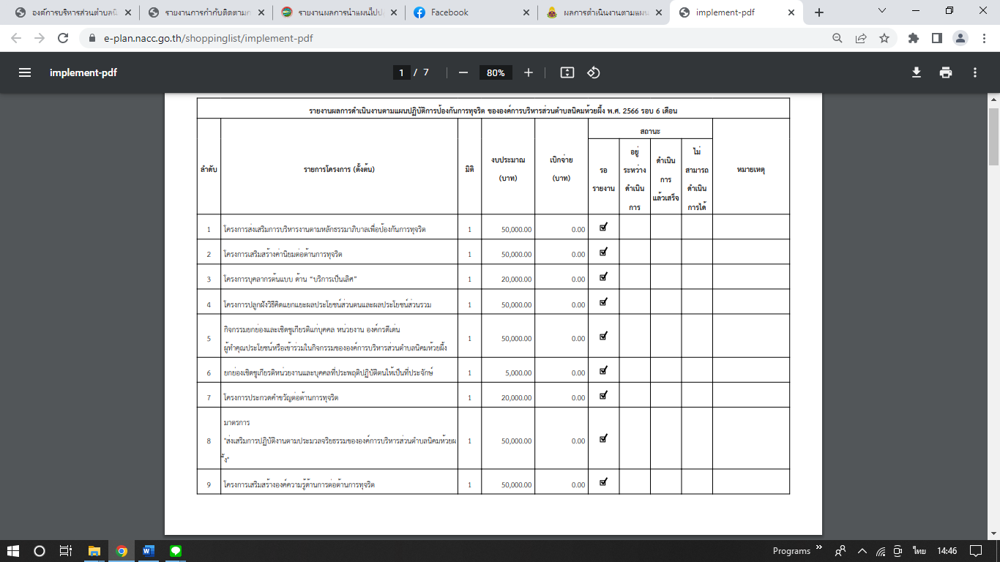 องค์การบริหารส่วนตำบลนิ
รายงานการกำกับติดตามก
รายงานผลการนำแผนไปป
Facebook
ผลการดำเนินงานตามแผน
implement-pdf
e-plan.nacc.go.th/shoppinglist/implement-pdf
implement-pdf
1 / 7
80%
รายงานผลการดำเนินงานตามแผนปฏิบัติการป้องกันการทุจริต ขององค์การบริหารส่วนตำบลนิคมห้วยผึ้ง พ.ศ. 2566 รอบ 6 เดือน
ลำดับ รายการโครงการ (ตั้งต้น) มิติ งบประมาณ (บาท) เบิกจ่าย (บาท) สถานะ หมายเหตุ
รอรายงาน อยู่ระหว่างดำเนินการ ดำเนินการแล้วเสร็จ ไม่สามารถดำเนินการได้
1 โครงการส่งเสริมการบริหารงานตามหลักธรรมาภิบาลเพื่อป้องกันการทุจริต 1 50,000.00 0.00
2 โครงการเสริมสร้างค่านิยมต่อต้านการทุจริต 1 50,000.00 0.00
3 โครงการบุคลากรต้นแบบ ด้าน “บริการเป็นเลิศ” 1 20,000.00 0.00
4 โครงการปลูกฝังวิธีคิดแยกแยะผลประโยชน์ส่วนตนและผลประโยชน์ส่วนรวม 1 50,000.00 0.00
5 กิจกรรมยกย่องและเชิดชูเกียรติแก่บุคคล หน่วยงาน องค์กรดีเด่น
ผู้ทำคุณประโยชน์หรือเข้าร่วมในกิจกรรมขององค์การบริหารส่วนตำบลนิคมห้วยผึ้ง 1 50,000.00 0.00
6 ยกย่องเชิดชูเกียรติหน่วยงานและบุคคลที่ประพฤติปฏิบัติตนให้เป็นที่ประจักษ์ 1 5,000.00 0.00
7 โครงการประกวดคำขวัญต่อต้านการทุจริต 1 20,000.00 0.00
มาตรการ
8 "ส่งเสริมการปฏิบัติงานตามประมวลจริยธรรมขององค์การบริหารส่วนตำบลนิคมห้วยผ 1 50,000.00 0.00
ึ้ง"
9 โครงการเสริมสร้างองค์ความรู้ด้านการต่อต้านการทุจริต 1 50,000.00 0.00
Programs
ไทย
14:46